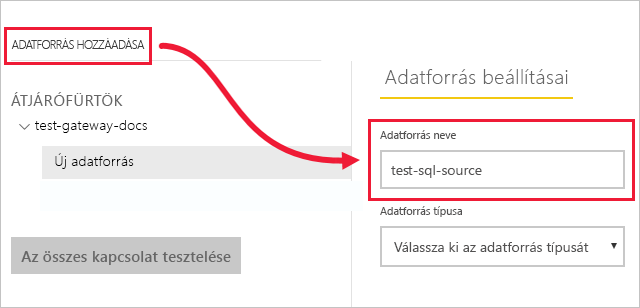 ADATFORRÁS HOZZÁADÁSA
ÁTJÁRÓFÜRTÖK
test-gateway-docs
Új adatforrás
Az összes kapcsolat tesztelése
Adatforrás beállításai
Adatforrás neve
test-sql-source
Adatforrás típusa
Válassza ki az adatforrás típusát